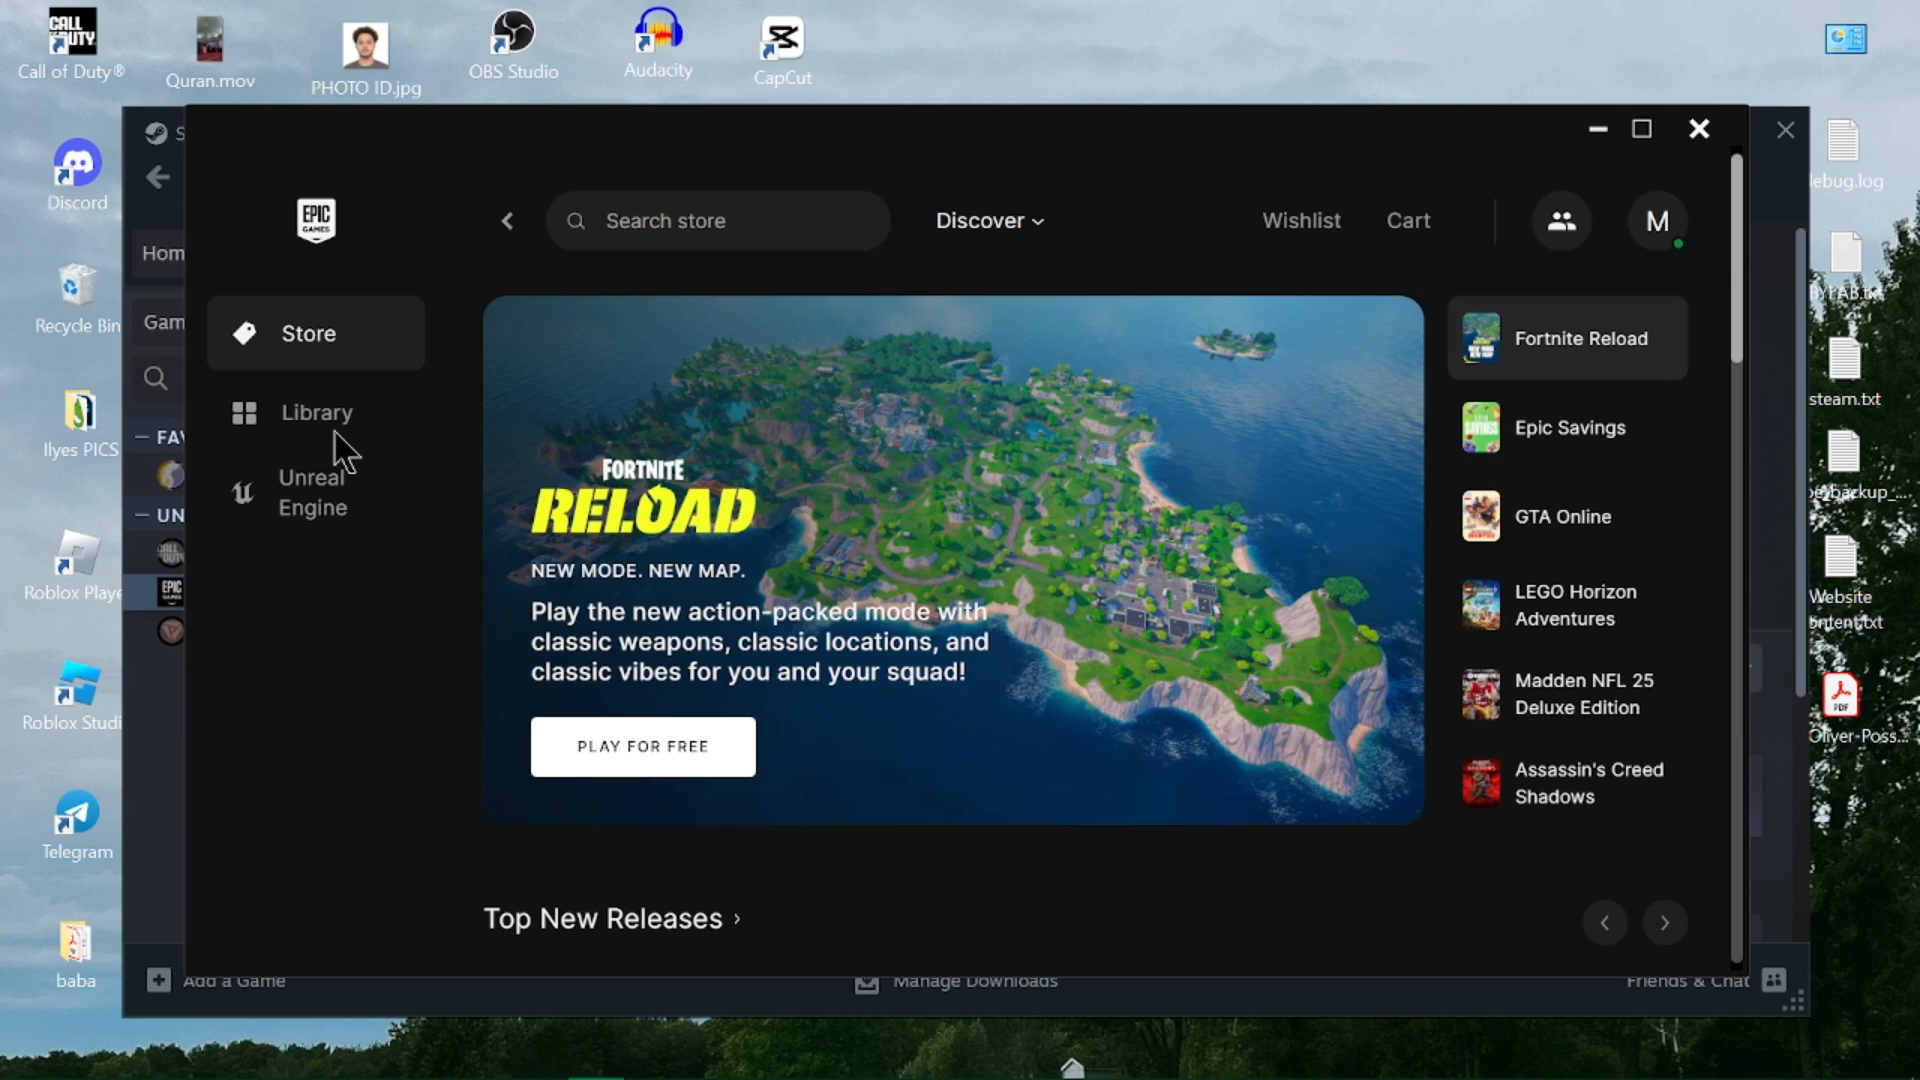 Call of Duty®
Quran.mov
PHOTO ID.jpg
OBS Studio
Audacity
CapCut
Discord
Recycle Bin
Ilyes PICS
Roblox Playe
Roblox Studi
Telegram
baba
Hom
Gam
FAV
UN
EPIC
GAMES
Search store
Discover
Wishlist
Cart
M
Store
Library
Unreal
Engine
FORTNITE
RELOAD
NEW MODE. NEW MAP.
Play the new action-packed mode with
classic weapons, classic locations, and
classic vibes for you and your squad!
PLAY FOR FREE
Fortnite Reload
Epic Savings
GTA Online
LEGO Horizon
Adventures
Madden NFL 25
Deluxe Edition
Assassin's Creed
Shadows
Top New Releases
Add a Game
Manage Downloads
Friends & Chat
ebug.log
steam.txt
Website
PDF
Oliyer-Poss...